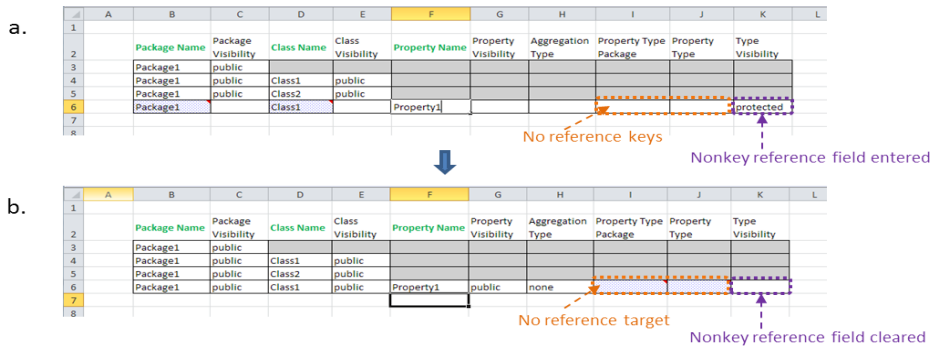 a.
A B C D E F G H I J K L
1
2 Package Name Package Visibility Class Name Class Visibility Property Name Property Visibility Aggregation Type Property Type Package Property Type Type Visibility
3 Package1 public
4 Package1 public Class1 public
5 Package1 public Class2 public
6 Package1 Class1 Property1 protected
7
8
No reference keys
Nonkey reference field entered
b.
A B C D E F G H I J K L
1
2 Package Name Package Visibility Class Name Class Visibility Property Name Property Visibility Aggregation Type Property Type Package Property Type Type Visibility
3 Package1 public
4 Package1 public Class1 public
5 Package1 public Class2 public
6 Package1 public Class1 public Property1 public none
7
8
No reference target
Nonkey reference field cleared